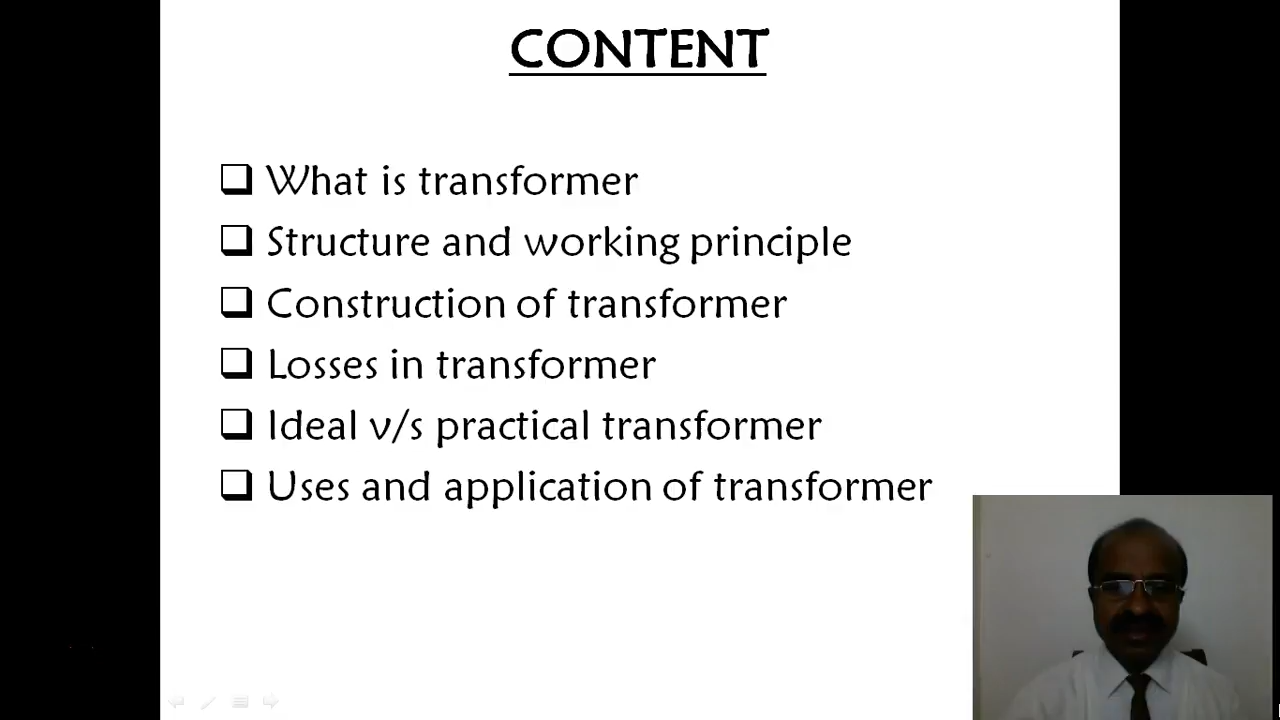 CONTENT
What is transformer
Structure and working principle
Construction of transformer
Losses in transformer
Ideal v/s practical transformer
Uses and application of transformer